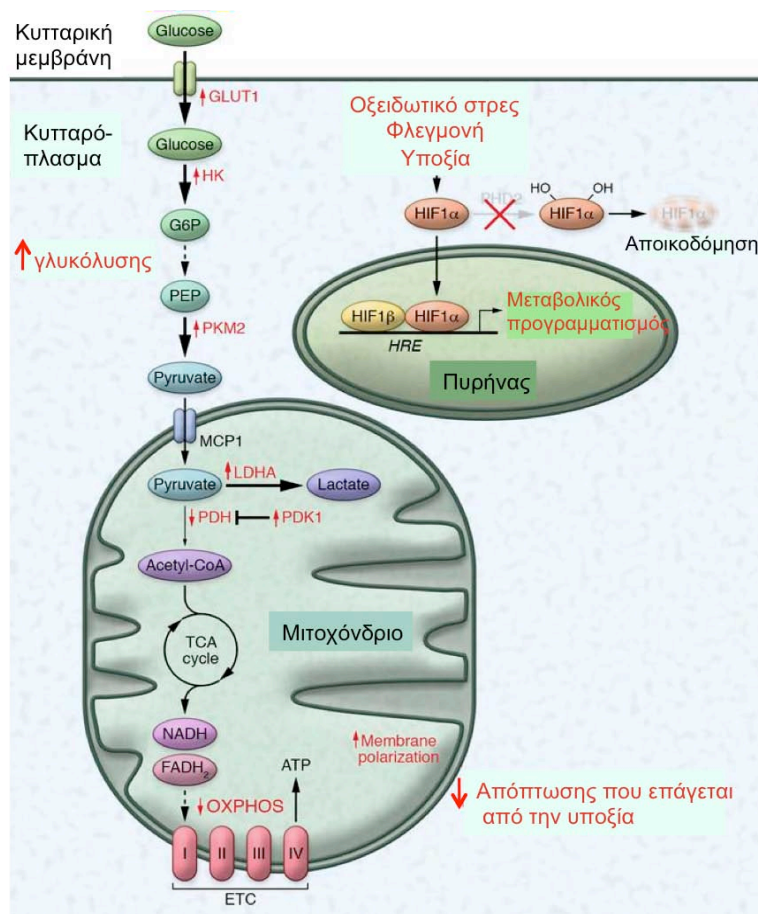 Κυτταρική
μεμβράνη
Glucose
↑ GLUT1
Κυτταρό-
πλασμα
Glucose
↑ HK
G6P
↑ γλυκόλυσης
PEP
↑ PKM2
Pyruvate
Οξειδωτικό στρες
Φλεγμονή
Υποξία
HIF1α
PHD2
HO
OH
HIF1α
HIF1α
Αποικοδόμηση
HIF1β
HIF1α
HRE
Μεταβολικός
προγραμματισμός
Πυρήνας
MCP1
Pyruvate
↑ LDHA
Lactate
↓ PDH
↑ PDK1
Acetyl-CoA
TCA
cycle
Μιτοχόνδριο
NADH
FADH₂
↓ OXPHOS
ATP
↑ Membrane
polarization
↓ Απόπτωσης που επάγεται
από την υποξία
I
II
III
IV
ETC